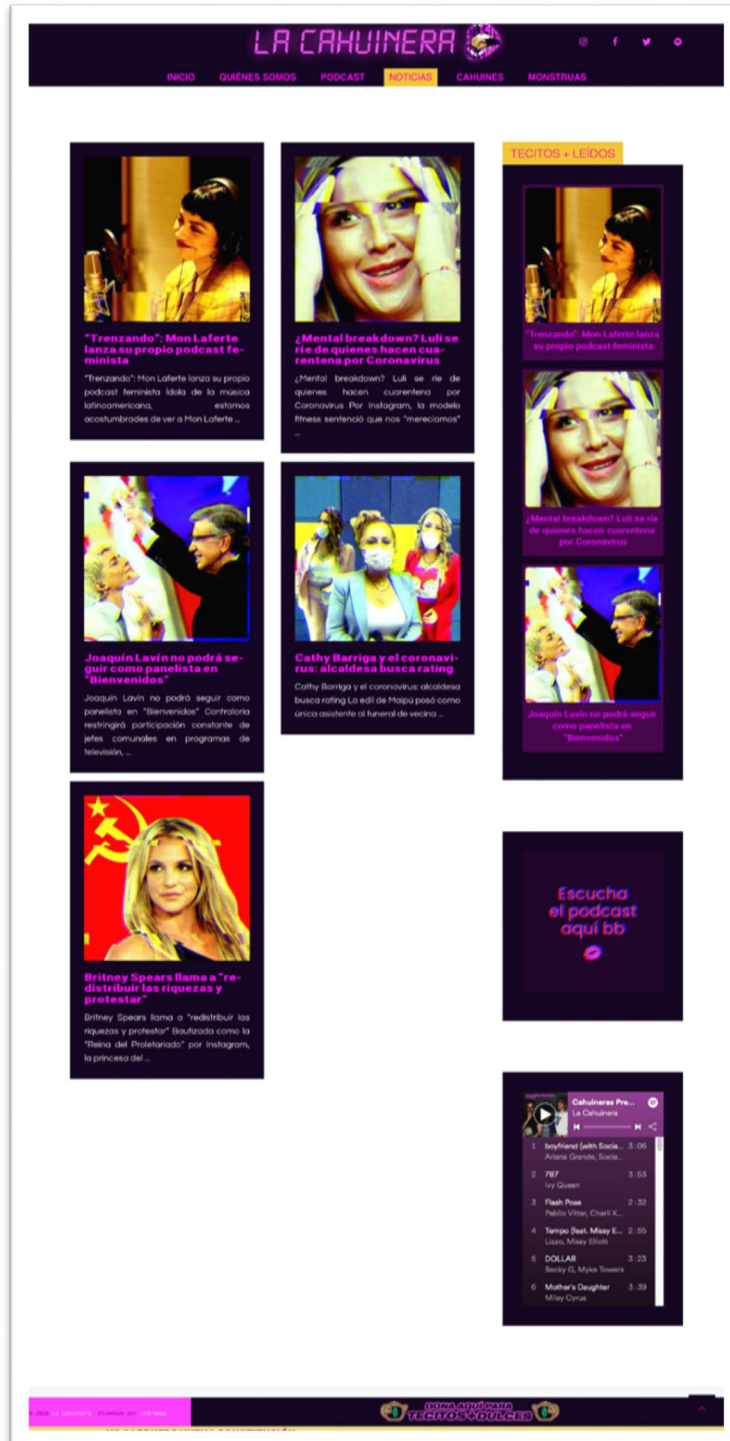 LA CAHUINERA
INICIO QUIÉNES SOMOS PODCAST NOTICIAS CAHUINES MONSTRUAS
"Trenzando": Mon Laferte
lanza su propio podcast fe-
minista
"Trenzando": Mon Laferte lanza su propio
podcast feminista Ídola de la música
latinoamericana, estamos
acostumbrades de ver a Mon Laferte ...
¿Mental breakdown? Luli se
ríe de quienes hacen cua-
rentena por Coronavirus
¿Mental breakdown? Luli se ríe de
quienes hacen cuarentena por
Coronavirus Por Instagram, la modelo
fitness sentenció que nos "merecíamos"
...
Joaquín Lavín no podrá se-
guir como panelista en
"Bienvenidos"
Joaquín Lavín no podrá seguir como
panelista en "Bienvenidos" Contraloría
restringirá participación constante de
jefes comunales en programas de
televisión, ...
Cathy Barriga y el coronavi-
rus: alcaldesa busca rating
Cathy Barriga y el coronavirus: alcaldesa
busca rating La edil de Maipú posó como
única asistente al funeral de vecina ...
Britney Spears llama a "re-
distribuir las riquezas y
protestar"
Britney Spears llama a "redistribuir las
riquezas y protestar" Bautizada como la
"Reina del Proletariado" por Instagram,
la princesa del ...
TECITOS + LEÍDOS
"Trenzando": Mon Laferte lanza
su propio podcast feminista
¿Mental breakdown? Luli se ríe
de quienes hacen cuarentena
por Coronavirus
Joaquín Lavín no podrá seguir
como panelista en
"Bienvenidos"
Escucha
el podcast
aquí bb
Cahuineras Pre...
La Cahuinera
1 boyfriend (with Socia... 3:06
Ariana Grande, Socia...
2 787 3:53
Ivy Queen
3 Flash Pose 2:32
Pabllo Vittar, Charli X...
4 Tempo (feat. Missy E... 2:55
Lizzo, Missy Elliott
5 DOLLAR 3:23
Becky G, Myke Towers
6 Mother's Daughter 3:39
Miley Cyrus
2020 La Cahuinera · Diseñado por
DONA AQUÍ PARA
TECITOS+DULCES